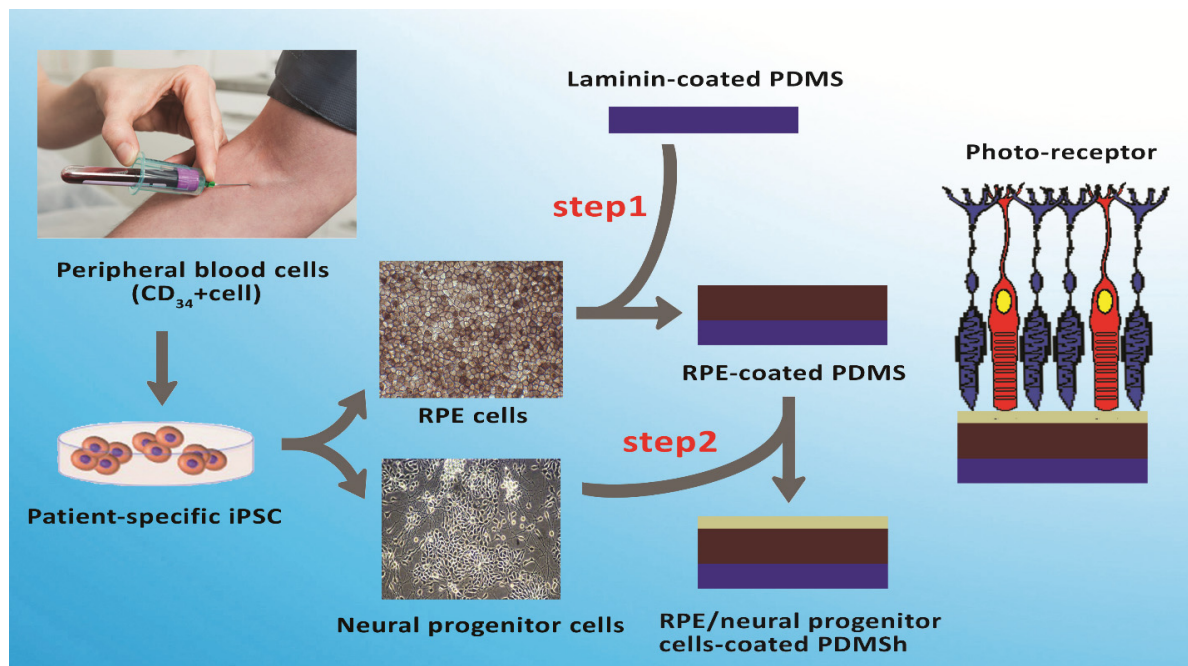 Laminin-coated PDMS
Photo-receptor
step1
Peripheral blood cells
(CD34+cell)
RPE-coated PDMS
RPE cells
step2
Patient-specific iPSC
Neural progenitor cells
RPE/neural progenitor
cells-coated PDMSh